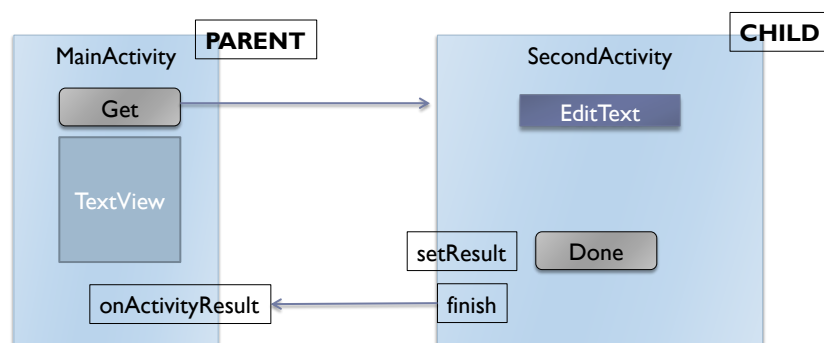 PARENT
CHILD
MainActivity
SecondActivity
Get
EditText
TextView
setResult
Done
onActivityResult
finish